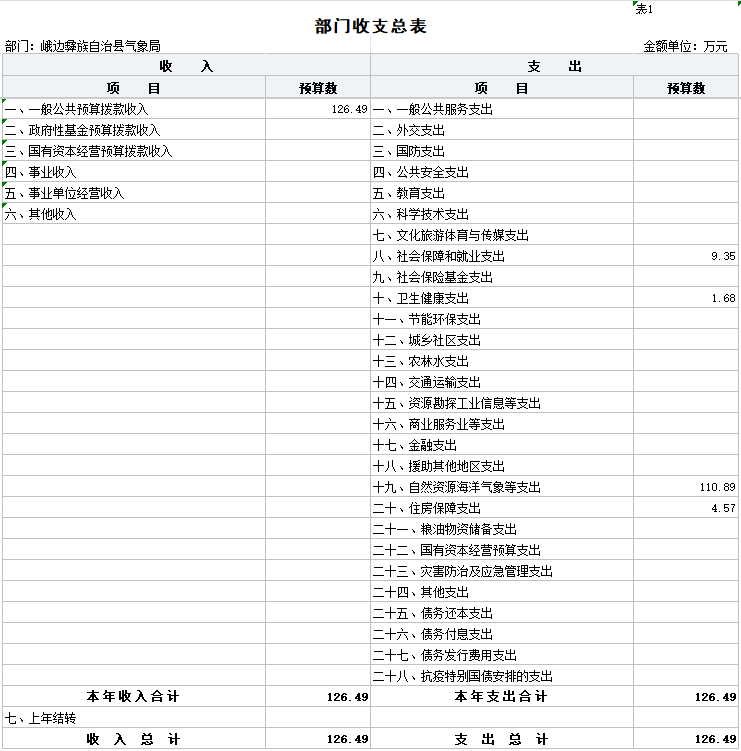 表1
部门收支总表
部门：峨边彝族自治县气象局 金额单位：万元
收 入 支 出
项 目 预算数 项 目 预算数
一、一般公共预算拨款收入 126.49 一、一般公共服务支出
二、政府性基金预算拨款收入 二、外交支出
三、国有资本经营预算拨款收入 三、国防支出
四、事业收入 四、公共安全支出
五、事业单位经营收入 五、教育支出
六、其他收入 六、科学技术支出
七、文化旅游体育与传媒支出
八、社会保障和就业支出 9.35
九、社会保险基金支出
十、卫生健康支出 1.68
十一、节能环保支出
十二、城乡社区支出
十三、农林水支出
十四、交通运输支出
十五、资源勘探工业信息等支出
十六、商业服务业等支出
十七、金融支出
十八、援助其他地区支出
十九、自然资源海洋气象等支出 110.89
二十、住房保障支出 4.57
二十一、粮油物资储备支出
二十二、国有资本经营预算支出
二十三、灾害防治及应急管理支出
二十四、其他支出
二十五、债务还本支出
二十六、债务付息支出
二十七、债务发行费用支出
二十八、抗疫特别国债安排的支出
本年收入合计 126.49 本年支出合计 126.49
七、上年结转
收 入 总 计 126.49 支 出 总 计 126.49